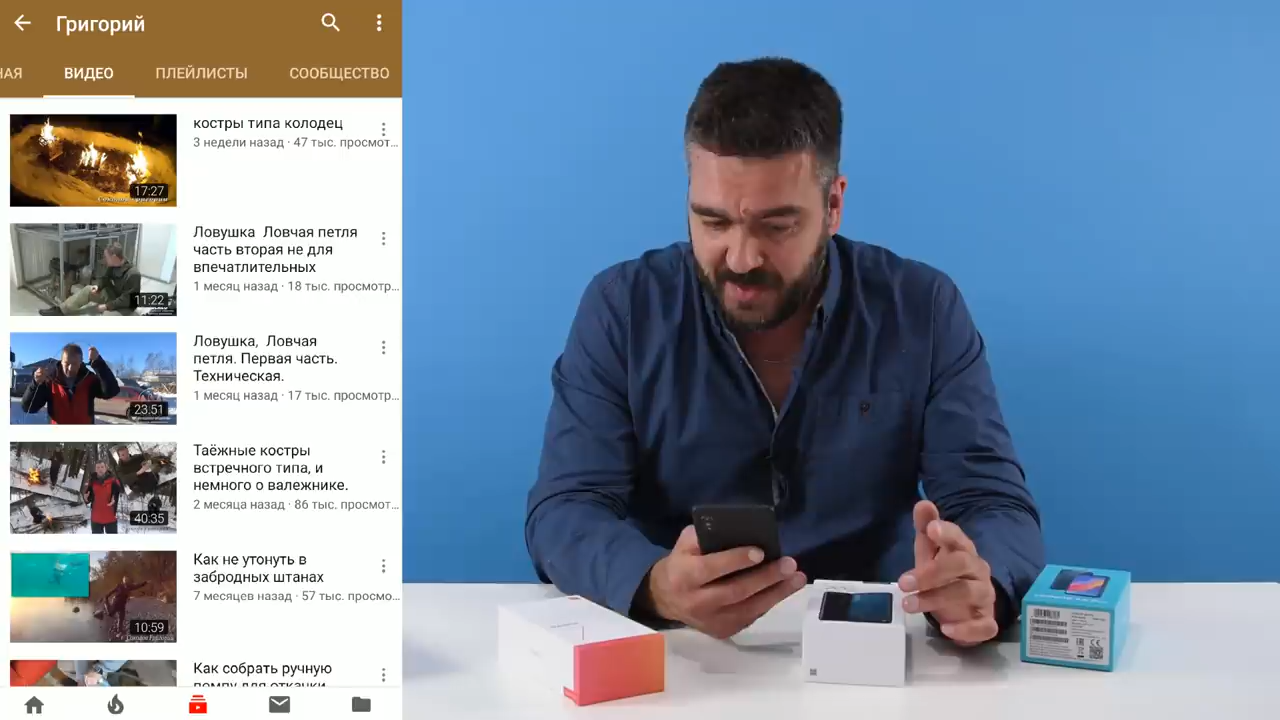 Григорий
НАЯ
ВИДЕО
ПЛЕЙЛИСТЫ
СООБЩЕСТВО
костры типа колодец
3 недели назад · 47 тыс. просмот...
17:27
Ловушка Ловчая петля
часть вторая не для
впечатлительных
1 месяц назад · 18 тыс. просмотр...
11:22
Ловушка, Ловчая
петля. Первая часть.
Техническая.
1 месяц назад · 17 тыс. просмотр...
23:51
Таёжные костры
встречного типа, и
немного о валежнике.
2 месяца назад · 86 тыс. просмот...
40:35
Как не утонуть в
забродных штанах
7 месяцев назад · 57 тыс. просмо...
10:59
Как собрать ручную
помпу для откачки